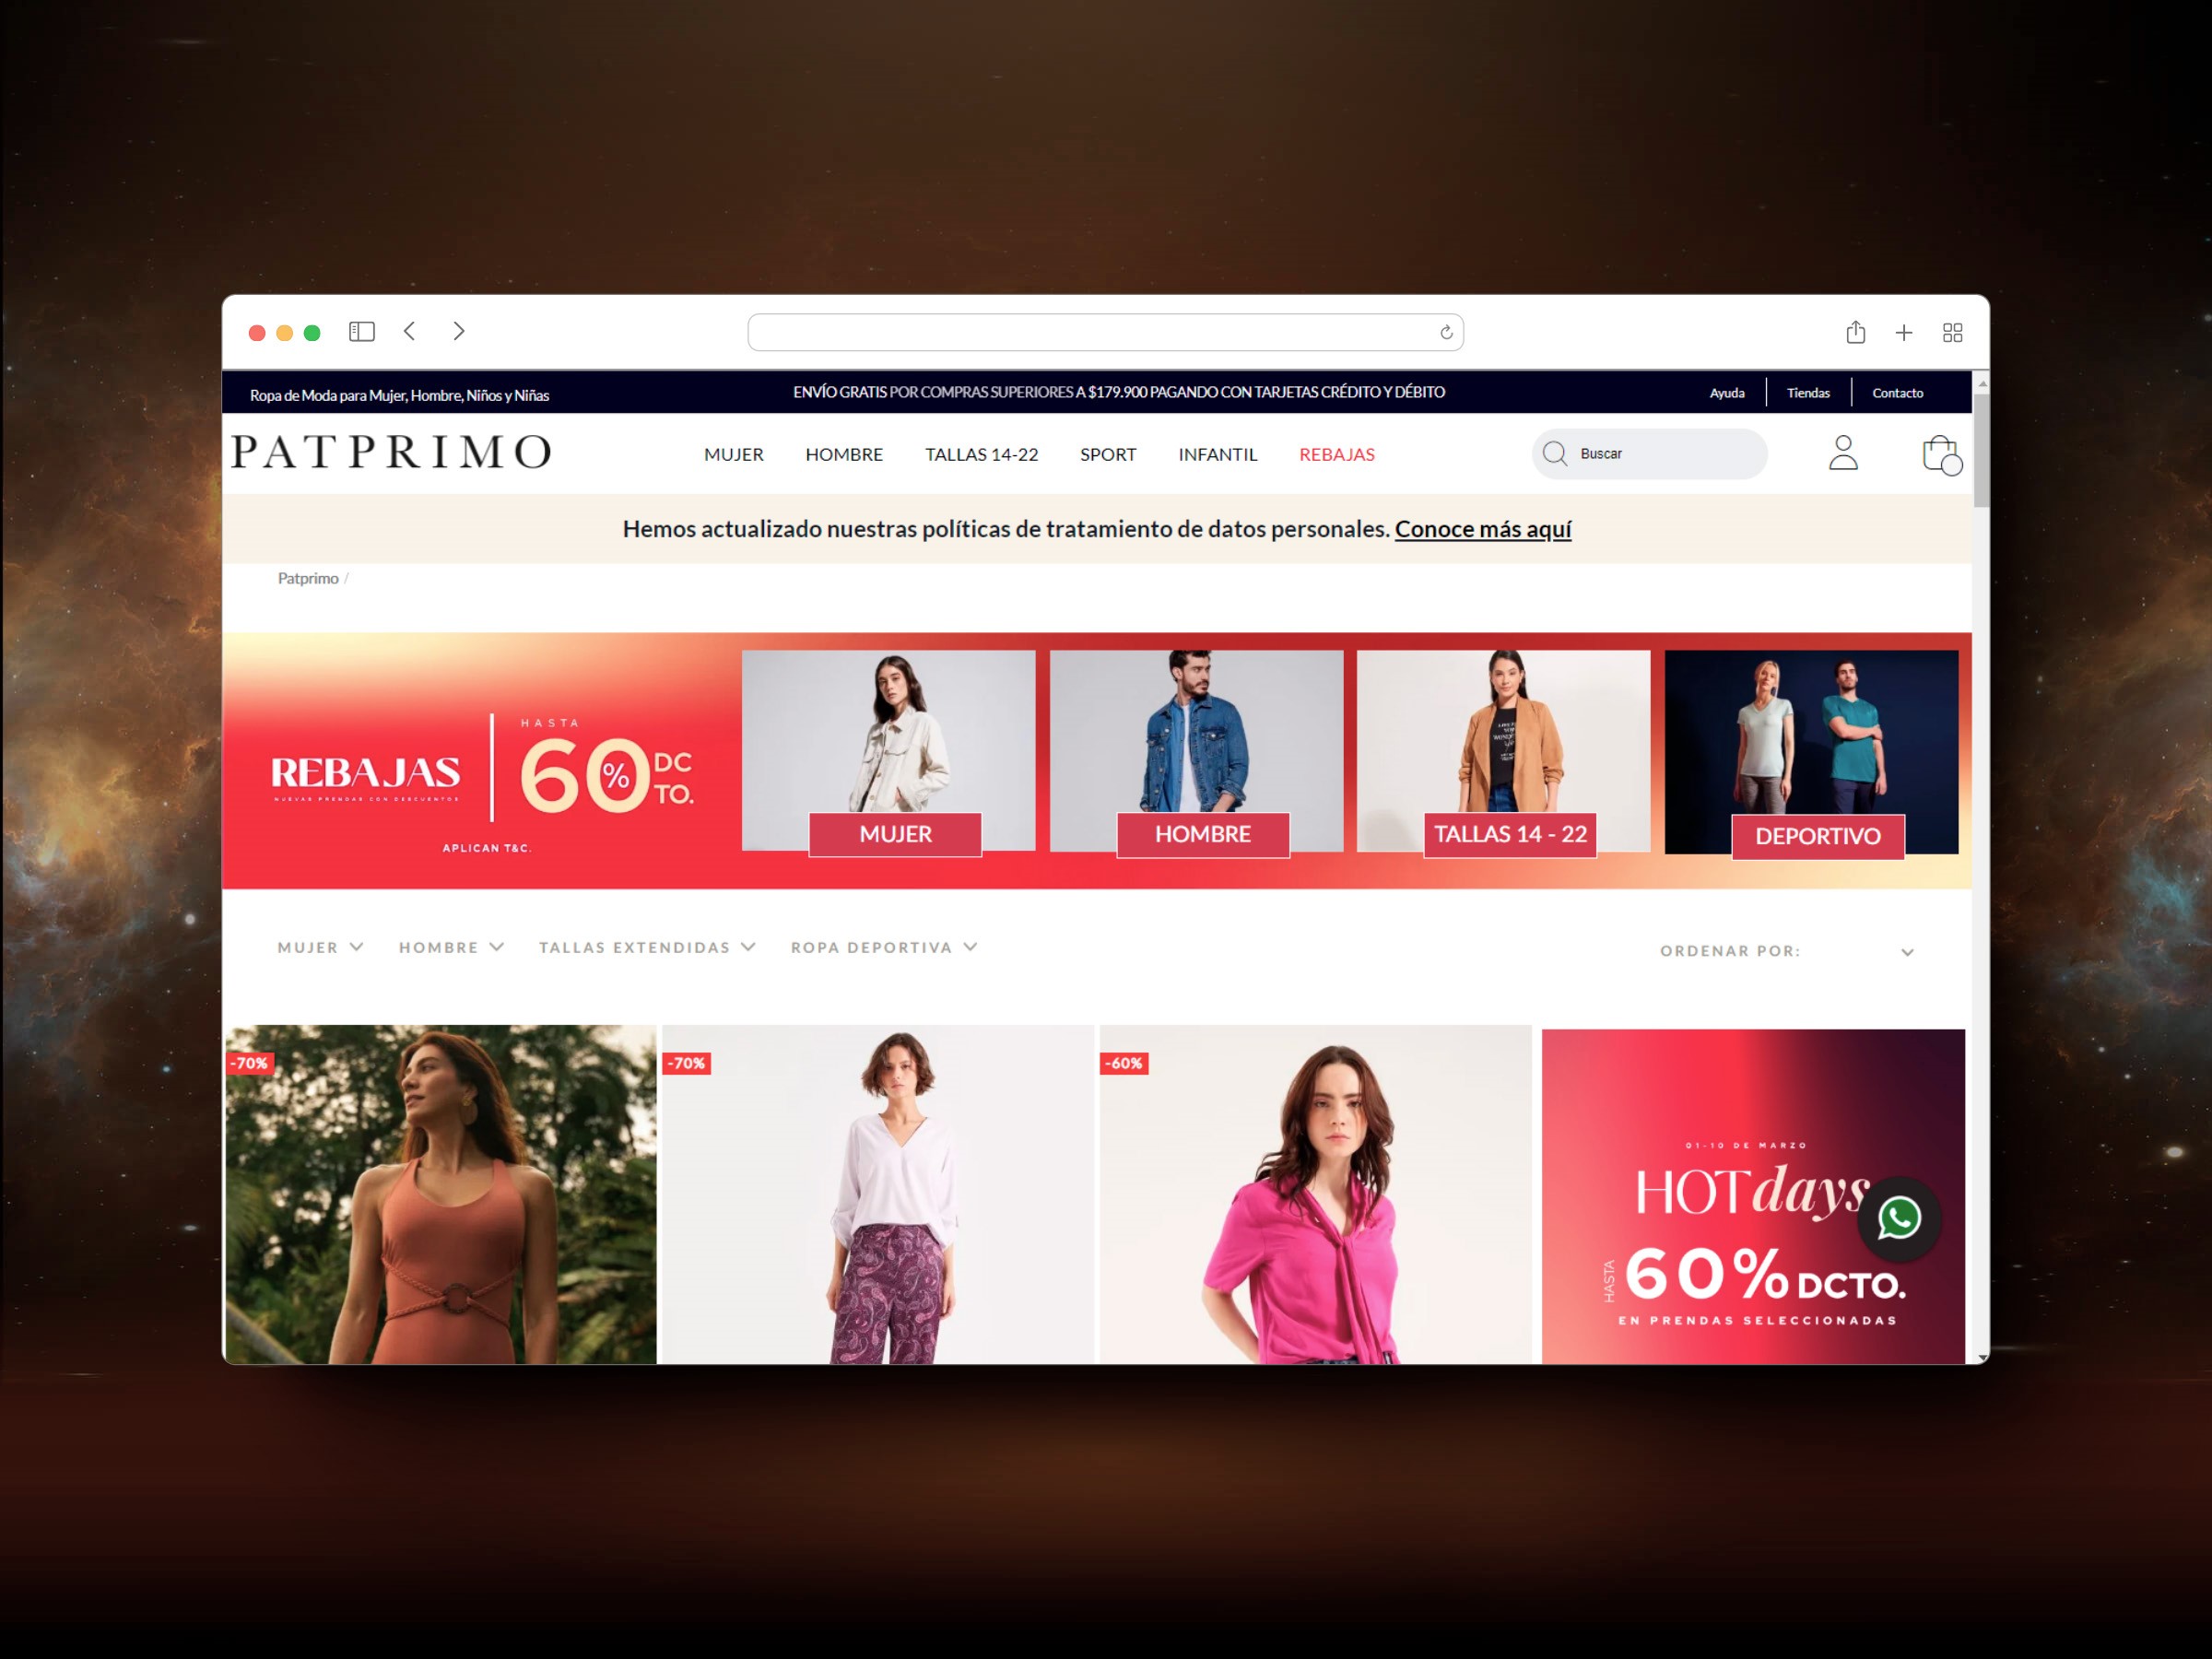 Ropa de Moda para Mujer, Hombre, Niños y Niñas
ENVÍO GRATIS POR COMPRAS SUPERIORES A $179.900 PAGANDO CON TARJETAS CRÉDITO Y DÉBITO
Ayuda
Tiendas
Contacto
PATPRIMO
MUJER
HOMBRE
TALLAS 14-22
SPORT
INFANTIL
REBAJAS
Buscar
Hemos actualizado nuestras políticas de tratamiento de datos personales. Conoce más aquí
Patprimo /
REBAJAS
NUEVAS PRENDAS CON DESCUENTOS
HASTA
60% DC
TO.
APLICAN T&C.
MUJER
HOMBRE
TALLAS 14 - 22
DEPORTIVO
MUJER
HOMBRE
TALLAS EXTENDIDAS
ROPA DEPORTIVA
ORDENAR POR:
-70%
-70%
-60%
01-10 DE MARZO
HOT days
HASTA
60% DCTO.
EN PRENDAS SELECCIONADAS